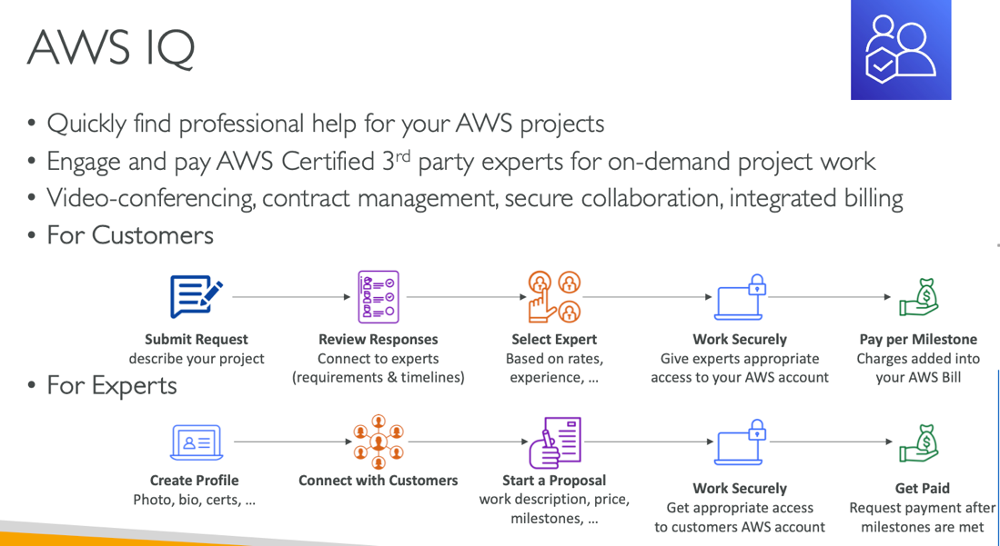 AWS IQ
• Quickly find professional help for your AWS projects
• Engage and pay AWS Certified 3rd party experts for on-demand project work
• Video-conferencing, contract management, secure collaboration, integrated billing
• For Customers
Submit Request
describe your project
Review Responses
Connect to experts
(requirements & timelines)
Select Expert
Based on rates,
experience, ...
Work Securely
Give experts appropriate
access to your AWS account
Pay per Milestone
Charges added into
your AWS Bill
• For Experts
Create Profile
Photo, bio, certs, ...
Connect with Customers
Start a Proposal
work description, price,
milestones, ...
Work Securely
Get appropriate access
to customers AWS account
Get Paid
Request payment after
milestones are met